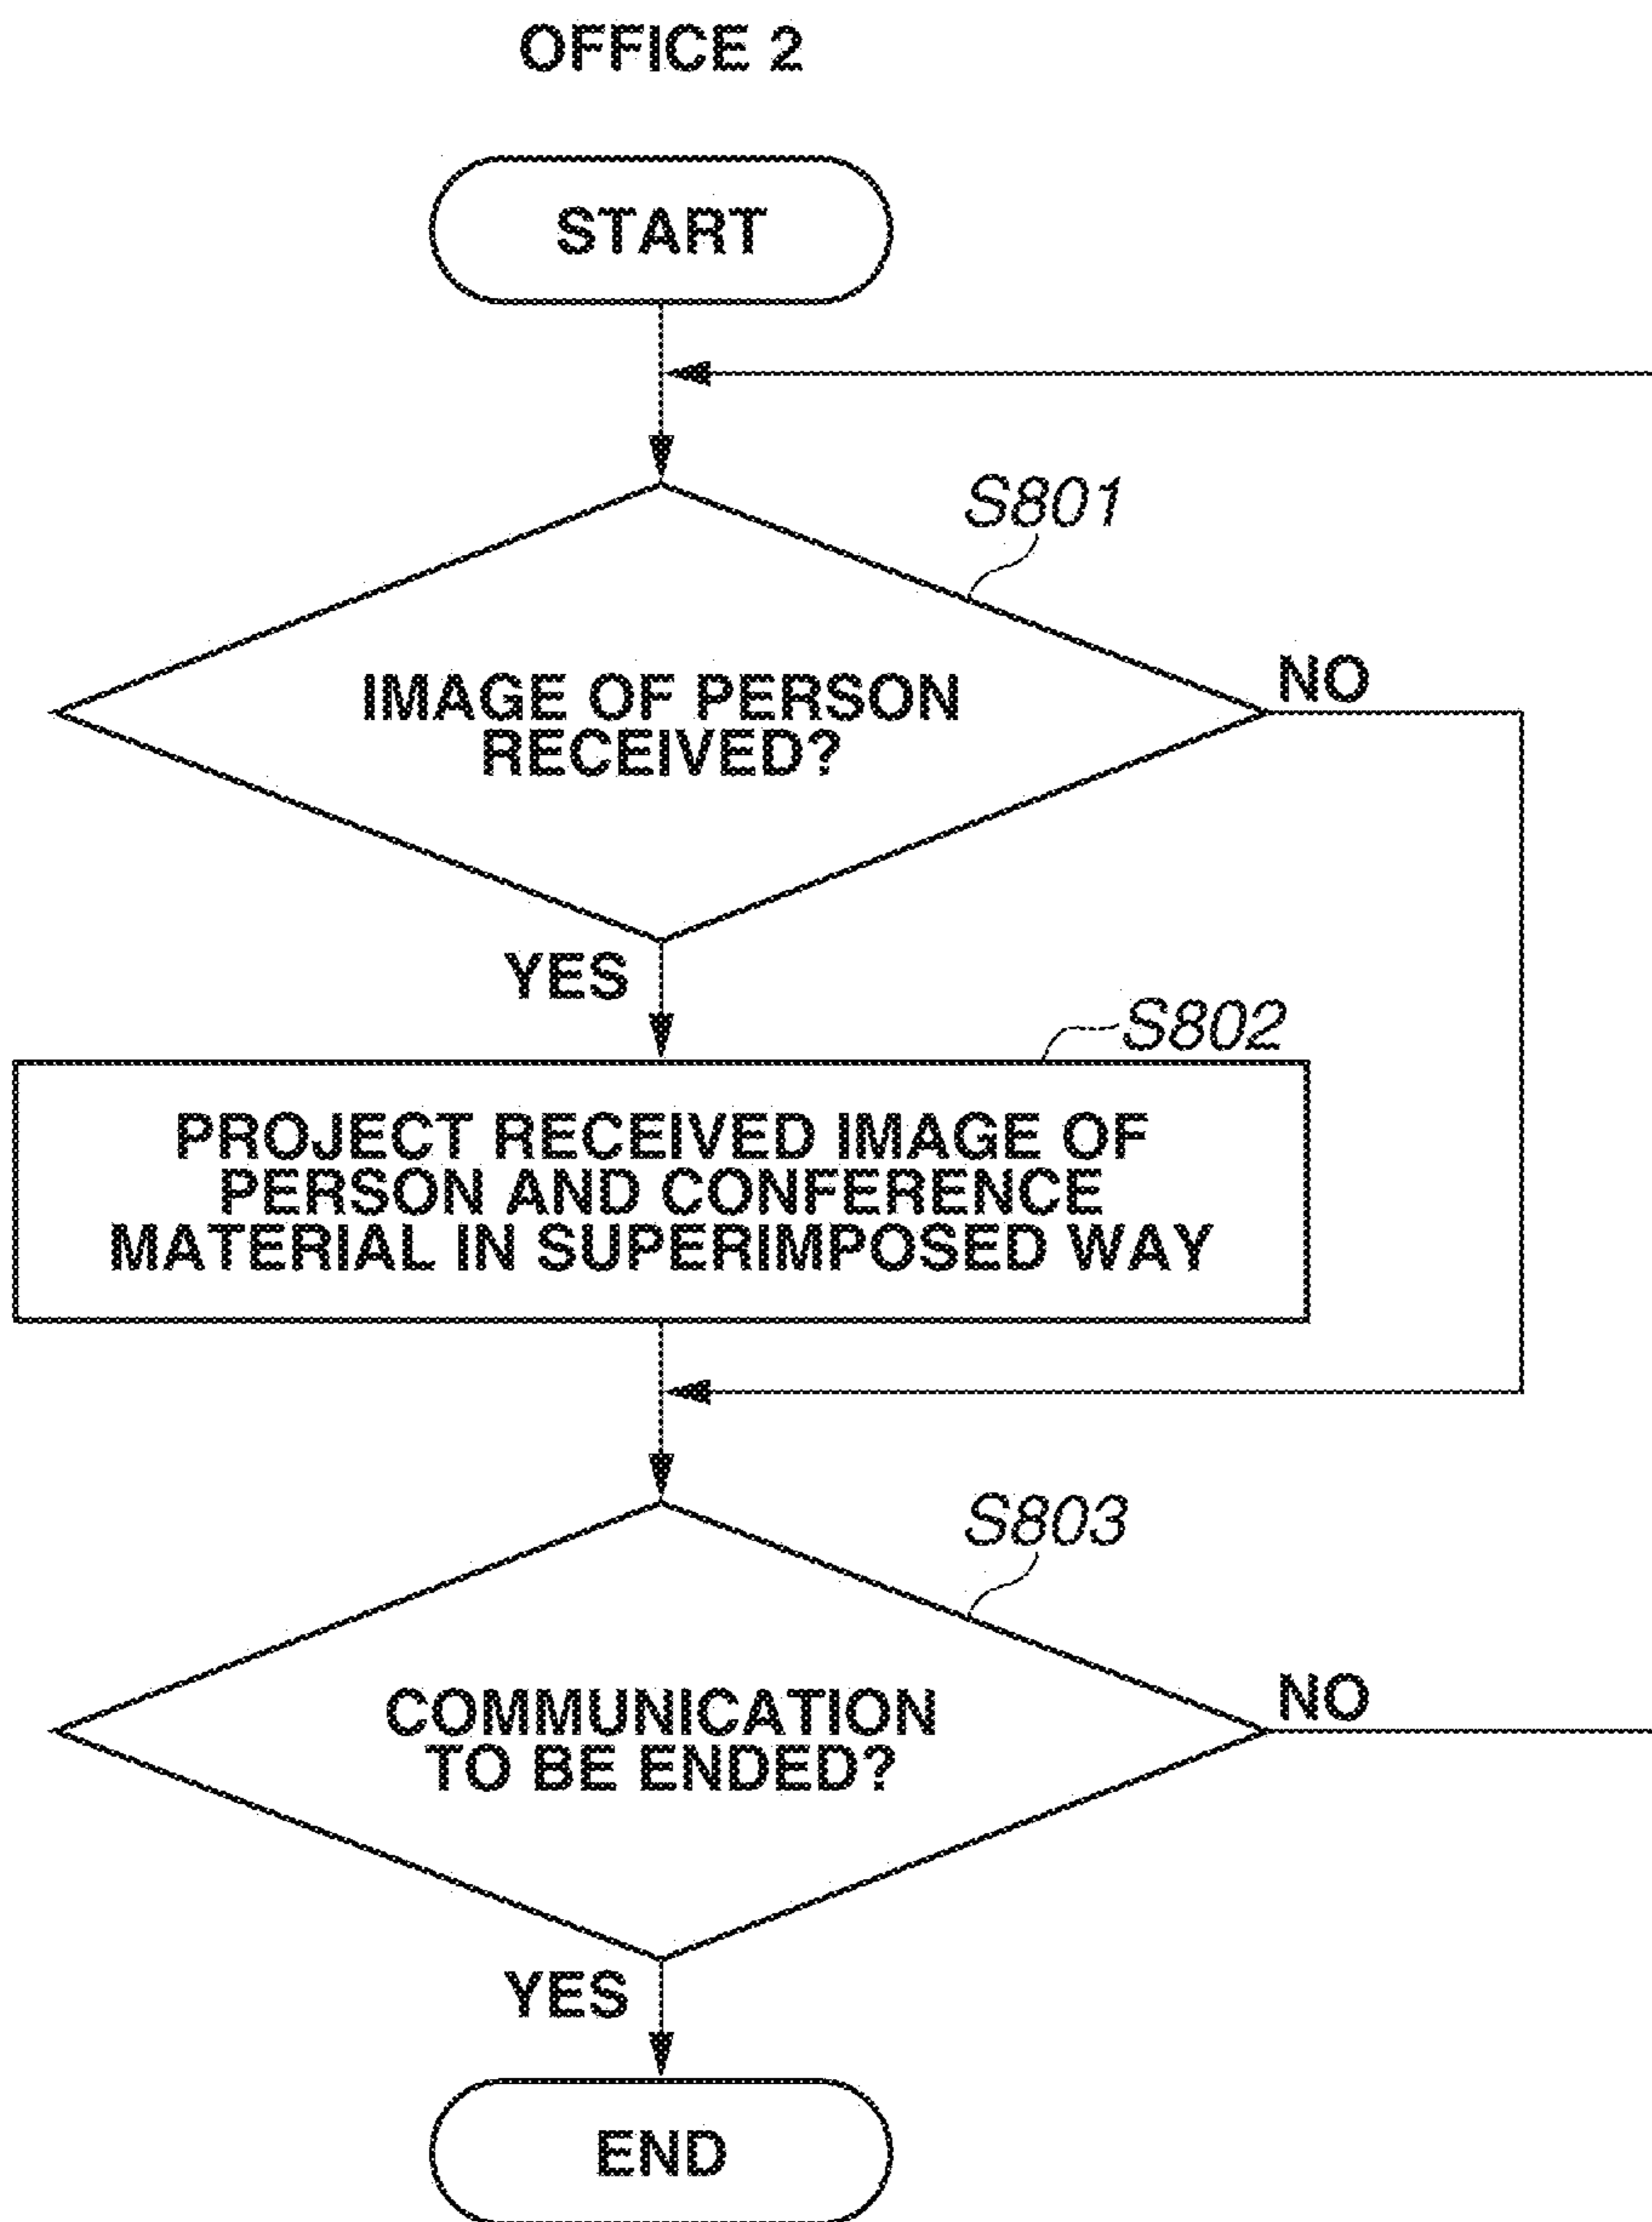 OFFICE 2
START
S801
IMAGE OF PERSON
RECEIVED?
NO
YES
S802
PROJECT RECEIVED IMAGE OF
PERSON AND CONFERENCE
MATERIAL IN SUPERIMPOSED WAY
S803
COMMUNICATION
TO BE ENDED?
NO
YES
END